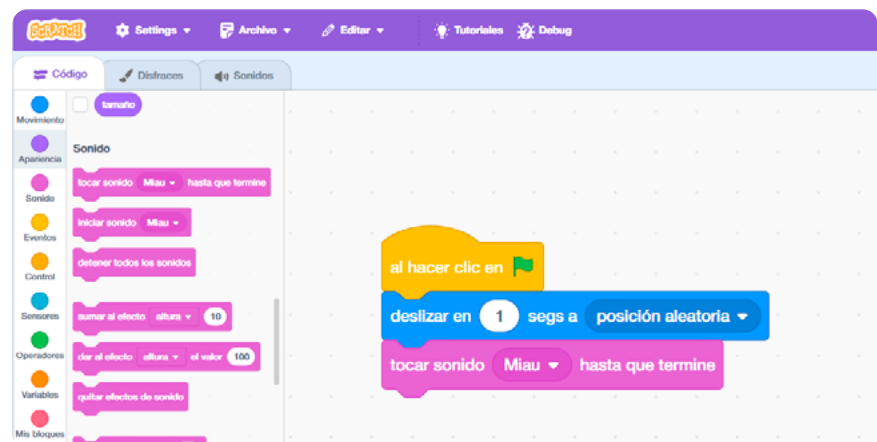 SCRATCH Settings Archivo Editar Tutoriales Debug
Código Disfraces Sonidos
Movimiento
Apariencia
Sonido
Eventos
Control
Sensores
Operadores
Variables
Mis bloques
tamaño
Sonido
tocar sonido Miau hasta que termine
iniciar sonido Miau
detener todos los sonidos
sumar al efecto altura 10
dar al efecto altura el valor 100
quitar efectos de sonido
al hacer clic en
deslizar en 1 segs a posición aleatoria
tocar sonido Miau hasta que termine